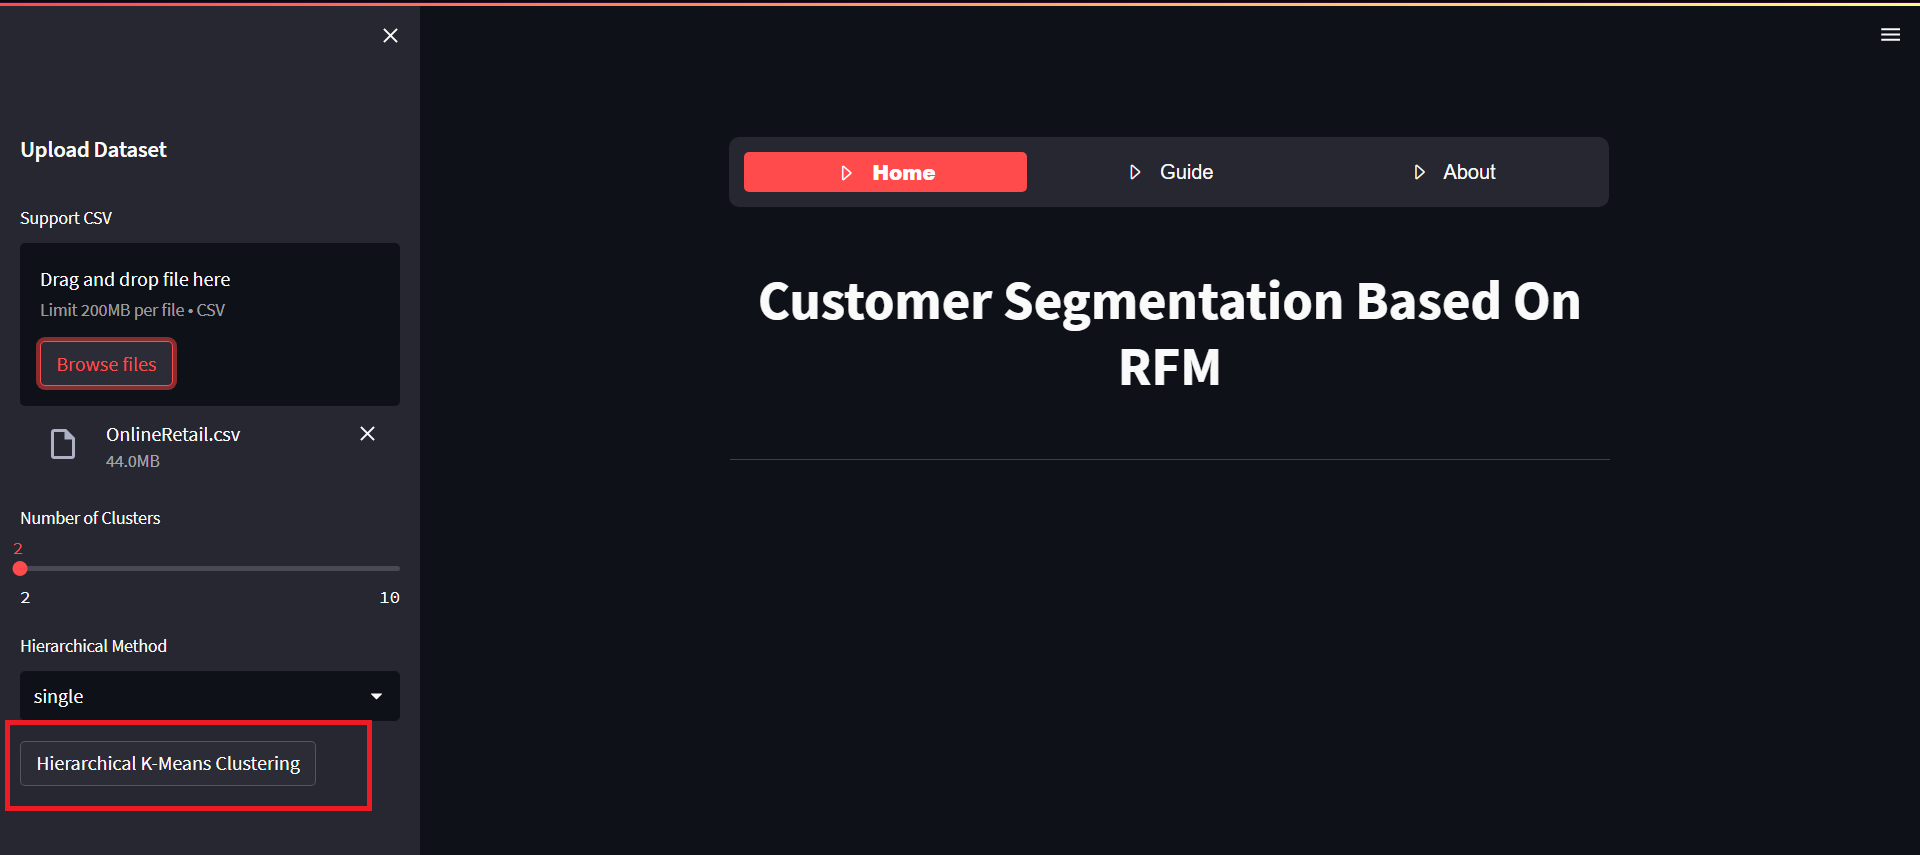 Upload Dataset
Support CSV
Drag and drop file here
Limit 200MB per file • CSV
Browse files
OnlineRetail.csv
44.0MB
Number of Clusters
2
2 10
Hierarchical Method
single
Hierarchical K-Means Clustering
Home Guide About
Customer Segmentation Based On
RFM